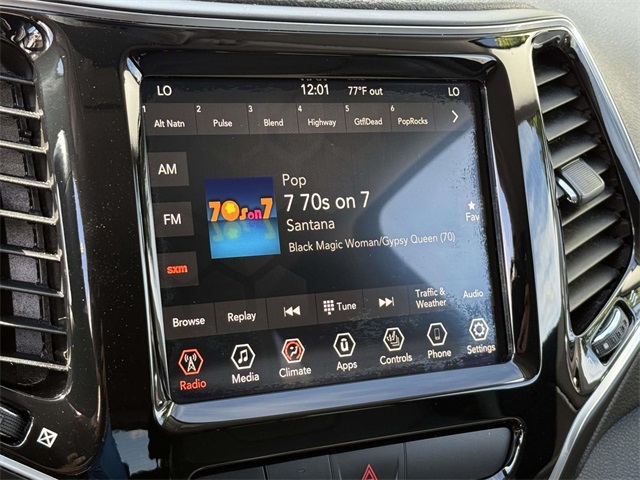 LO 12:01 77°F out LO
1 Alt Natn 2 Pulse 3 Blend 4 Highway 5 GtflDead 6 PopRocks
AM
Pop
70s on 7
7 70s on 7
FM
Santana
Fav
Black Magic Woman/Gypsy Queen (70)
sxm
Browse Replay Tune Traffic & Weather Audio
Radio Media Climate Apps Controls Phone Settings